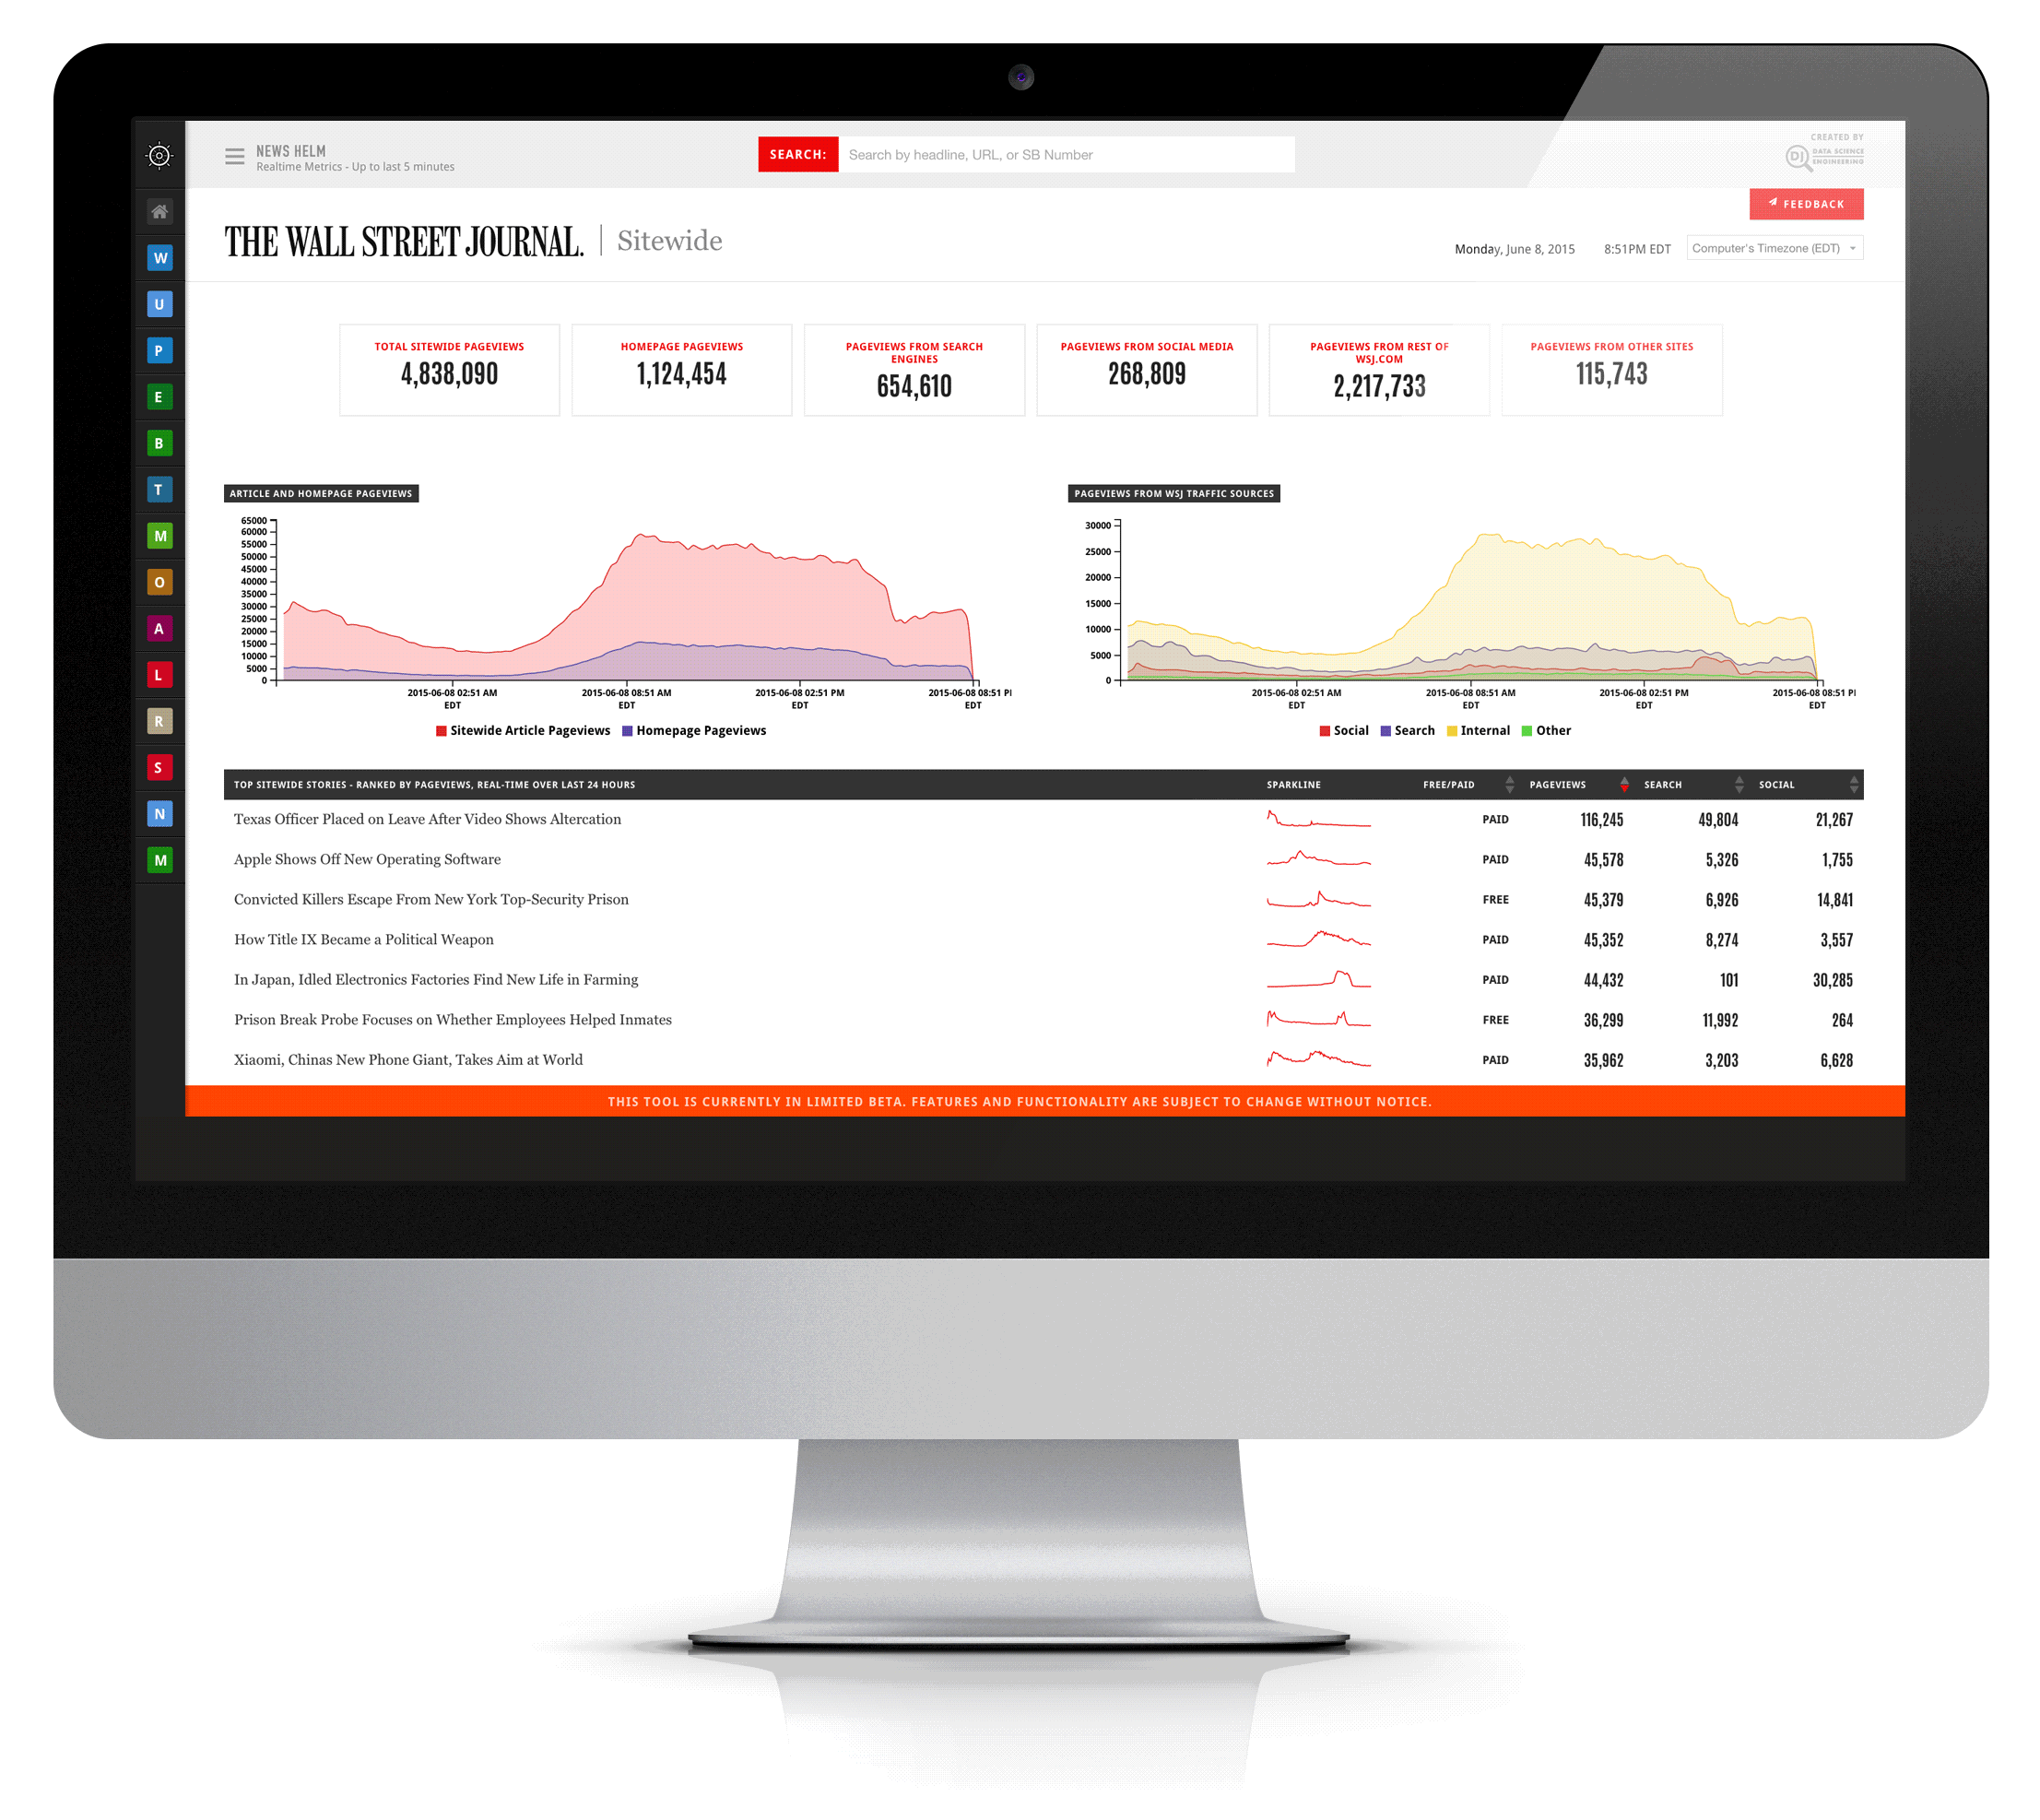 NEWS HELM
Realtime Metrics - Up to last 5 minutes
SEARCH: Search by headline, URL, or SB Number
CREATED BY
DJ DATA SCIENCE
ENGINEERING
FEEDBACK
THE WALL STREET JOURNAL. Sitewide
Monday, June 8, 2015 8:51PM EDT Computer's Timezone (EDT)
W
U
P
E
B
T
M
O
A
L
R
S
N
M
TOTAL SITEWIDE PAGEVIEWS
4,838,090
HOMEPAGE PAGEVIEWS
1,124,454
PAGEVIEWS FROM SEARCH
ENGINES
654,610
PAGEVIEWS FROM SOCIAL MEDIA
268,809
PAGEVIEWS FROM REST OF
WSJ.COM
2,217,733
PAGEVIEWS FROM OTHER SITES
115,743
ARTICLE AND HOMEPAGE PAGEVIEWS
65000
60000
55000
50000
45000
40000
35000
30000
25000
20000
15000
10000
5000
0
2015-06-08 02:51 AM 2015-06-08 08:51 AM 2015-06-08 02:51 PM 2015-06-08 08:51 PI
EDT EDT EDT EDT
Sitewide Article Pageviews Homepage Pageviews
PAGEVIEWS FROM WSJ TRAFFIC SOURCES
30000
25000
20000
15000
10000
5000
0
2015-06-08 02:51 AM 2015-06-08 08:51 AM 2015-06-08 02:51 PM 2015-06-08 08:51 PI
EDT EDT EDT EDT
Social Search Internal Other
TOP SITEWIDE STORIES - RANKED BY PAGEVIEWS, REAL-TIME OVER LAST 24 HOURS SPARKLINE FREE/PAID PAGEVIEWS SEARCH SOCIAL
Texas Officer Placed on Leave After Video Shows Altercation PAID 116,245 49,804 21,267
Apple Shows Off New Operating Software PAID 45,578 5,326 1,755
Convicted Killers Escape From New York Top-Security Prison FREE 45,379 6,926 14,841
How Title IX Became a Political Weapon PAID 45,352 8,274 3,557
In Japan, Idled Electronics Factories Find New Life in Farming PAID 44,432 101 30,285
Prison Break Probe Focuses on Whether Employees Helped Inmates FREE 36,299 11,992 264
Xiaomi, Chinas New Phone Giant, Takes Aim at World PAID 35,962 3,203 6,628
THIS TOOL IS CURRENTLY IN LIMITED BETA. FEATURES AND FUNCTIONALITY ARE SUBJECT TO CHANGE WITHOUT NOTICE.